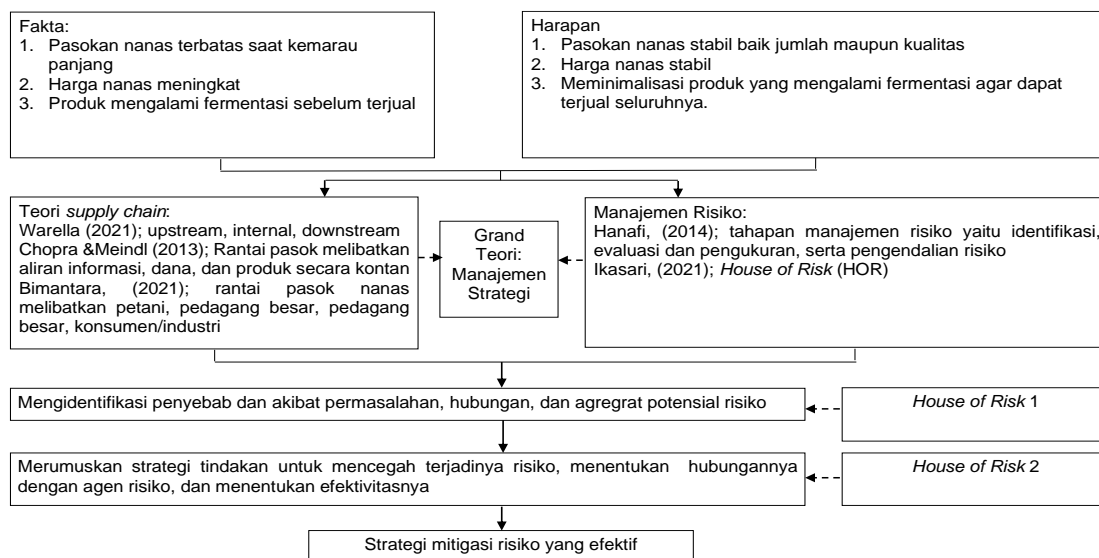 Fakta:
1. Pasokan nanas terbatas saat kemarau
panjang
2. Harga nanas meningkat
3. Produk mengalami fermentasi sebelum terjual
Harapan
1. Pasokan nanas stabil baik jumlah maupun kualitas
2. Harga nanas stabil
3. Meminimalisasi produk yang mengalami fermentasi agar dapat
terjual seluruhnya.
Teori supply chain:
Warella (2021); upstream, internal, downstream
Chopra &Meindl (2013); Rantai pasok melibatkan
aliran informasi, dana, dan produk secara kontan
Bimantara, (2021); rantai pasok nanas
melibatkan petani, pedagang besar, pedagang
besar, konsumen/industri
Grand
Teori:
Manajemen
Strategi
Manajemen Risiko:
Hanafi, (2014); tahapan manajemen risiko yaitu identifikasi,
evaluasi dan pengukuran, serta pengendalian risiko
Ikasari, (2021); House of Risk (HOR)
Mengidentifikasi penyebab dan akibat permasalahan, hubungan, dan agregrat potensial risiko
House of Risk 1
Merumuskan strategi tindakan untuk mencegah terjadinya risiko, menentukan hubungannya
dengan agen risiko, dan menentukan efektivitasnya
House of Risk 2
Strategi mitigasi risiko yang efektif